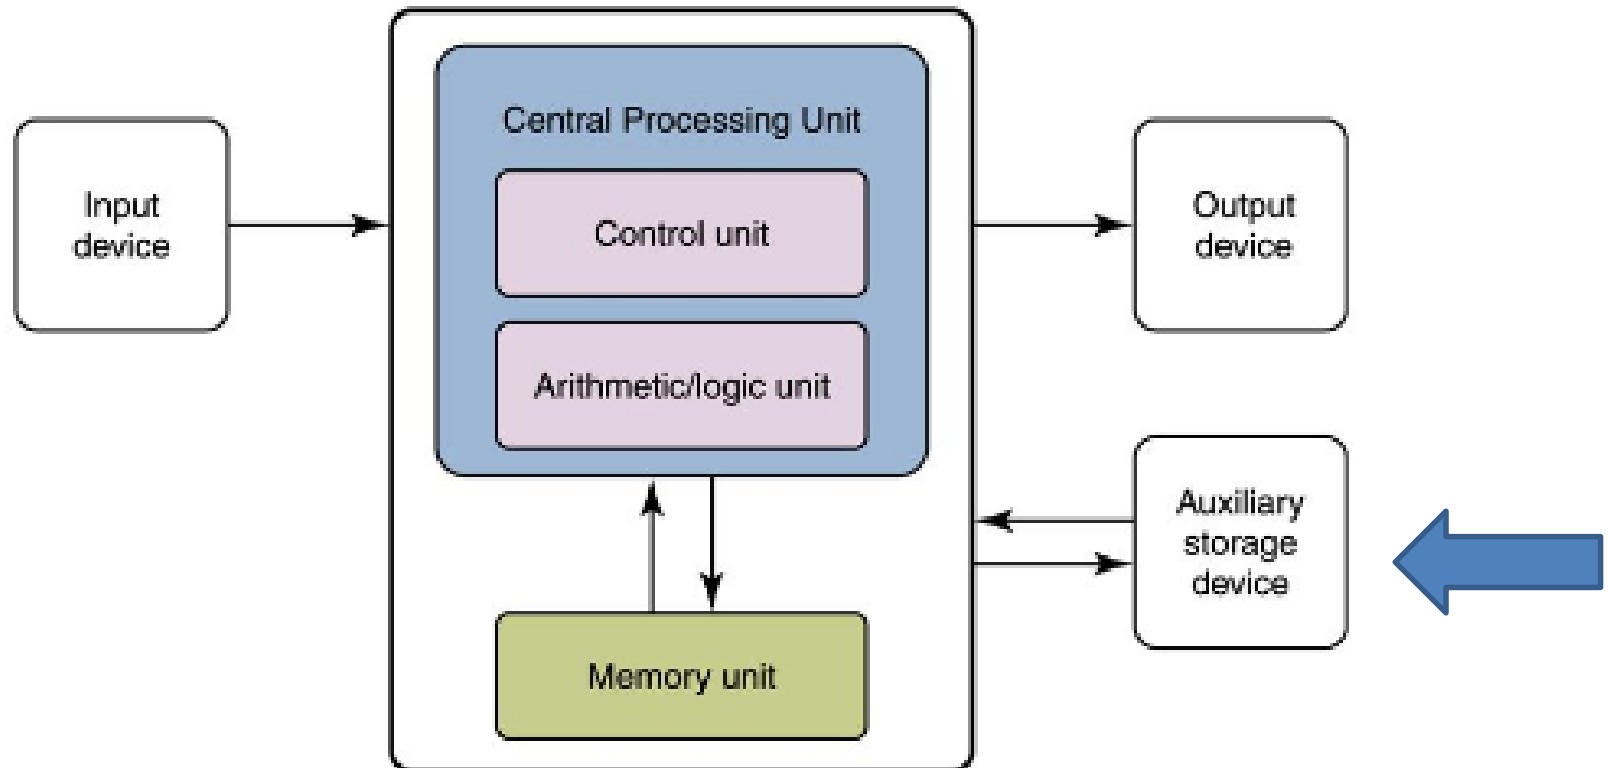 Central Processing Unit
Input
device
Control unit
Output
device
Arithmetic/logic unit
Auxiliary
storage
device
Memory unit